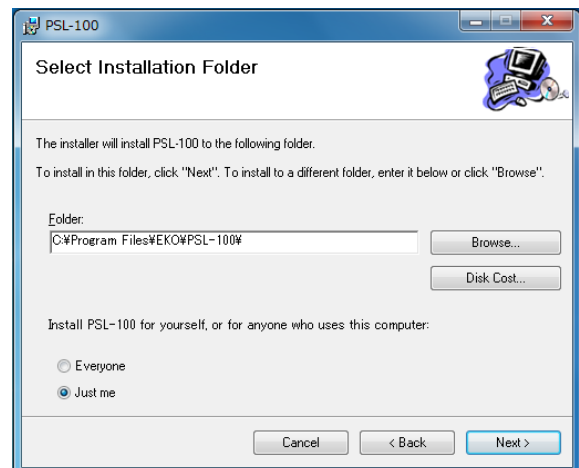 PSL-100
Select Installation Folder
The installer will install PSL-100 to the following folder.
To install in this folder, click "Next". To install to a different folder, enter it below or click "Browse".
Folder:
C:¥Program Files¥EKO¥PSL-100¥
Browse...
Disk Cost...
Install PSL-100 for yourself, or for anyone who uses this computer:
Everyone
Just me
Cancel
< Back
Next >